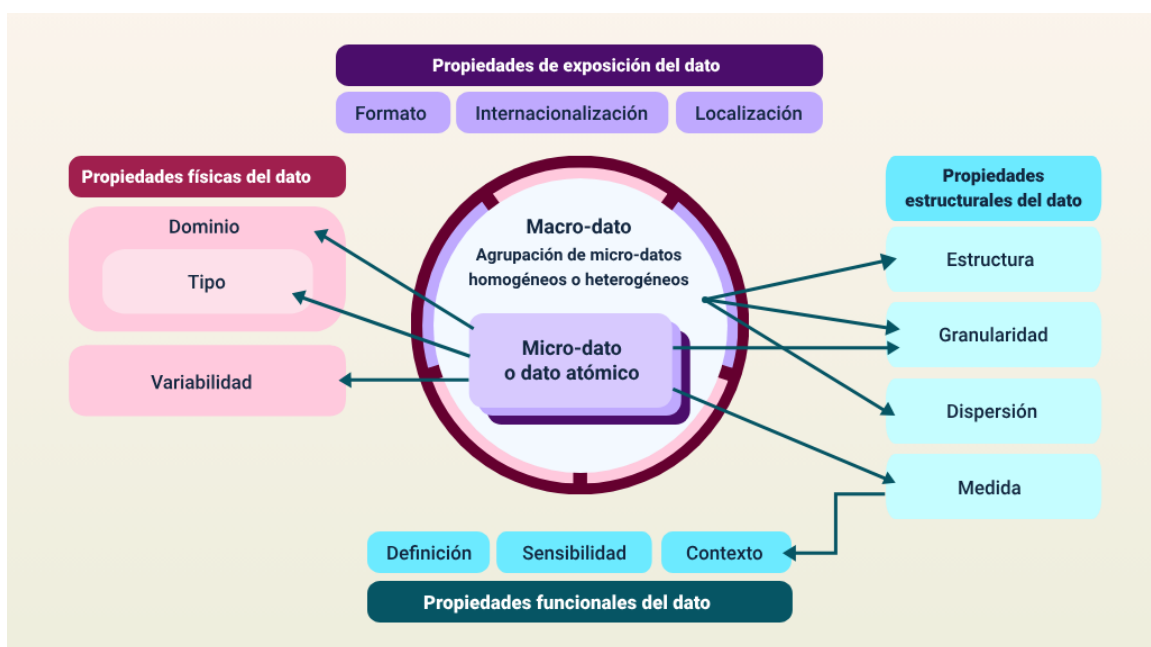 Propiedades de exposición del dato
Formato
Internacionalización
Localización
Propiedades físicas del dato
Dominio
Tipo
Variabilidad
Macro-dato
Agrupación de micro-datos
homogéneos o heterogéneos
Micro-dato
o dato atómico
Propiedades
estructurales del dato
Estructura
Granularidad
Dispersión
Medida
Definición
Sensibilidad
Contexto
Propiedades funcionales del dato